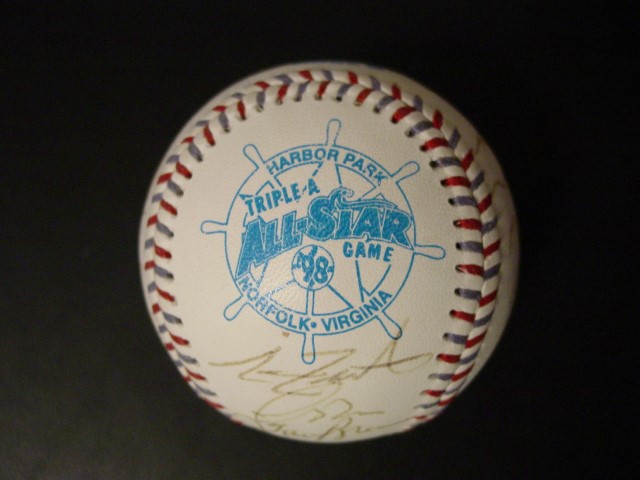 HARBOR PARK
TRIPLE-A
ALL-STAR
GAME
'98
NORFOLK • VIRGINIA